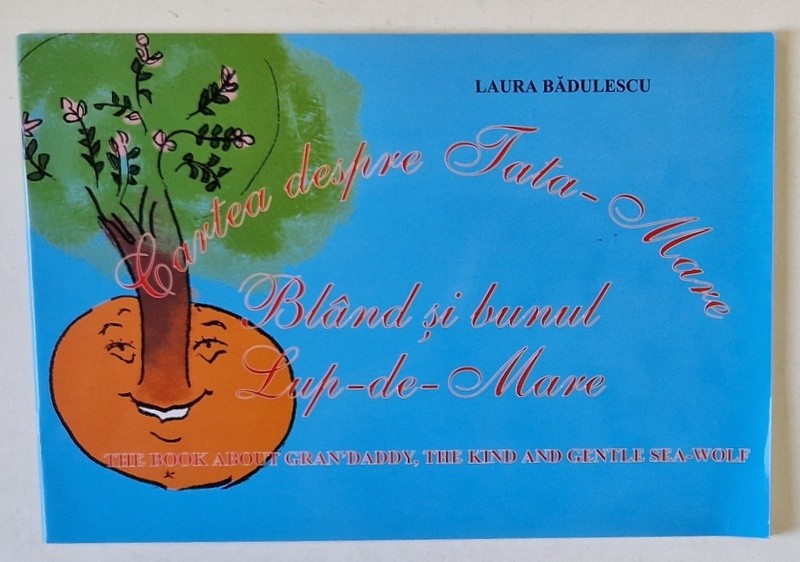 LAURA BĂDULESCU
Cartea despre Tata-Mare
Blând și bunul
Lup-de-Mare
THE BOOK ABOUT GRAN'DADDY, THE KIND AND GENTLE SEA-WOLF